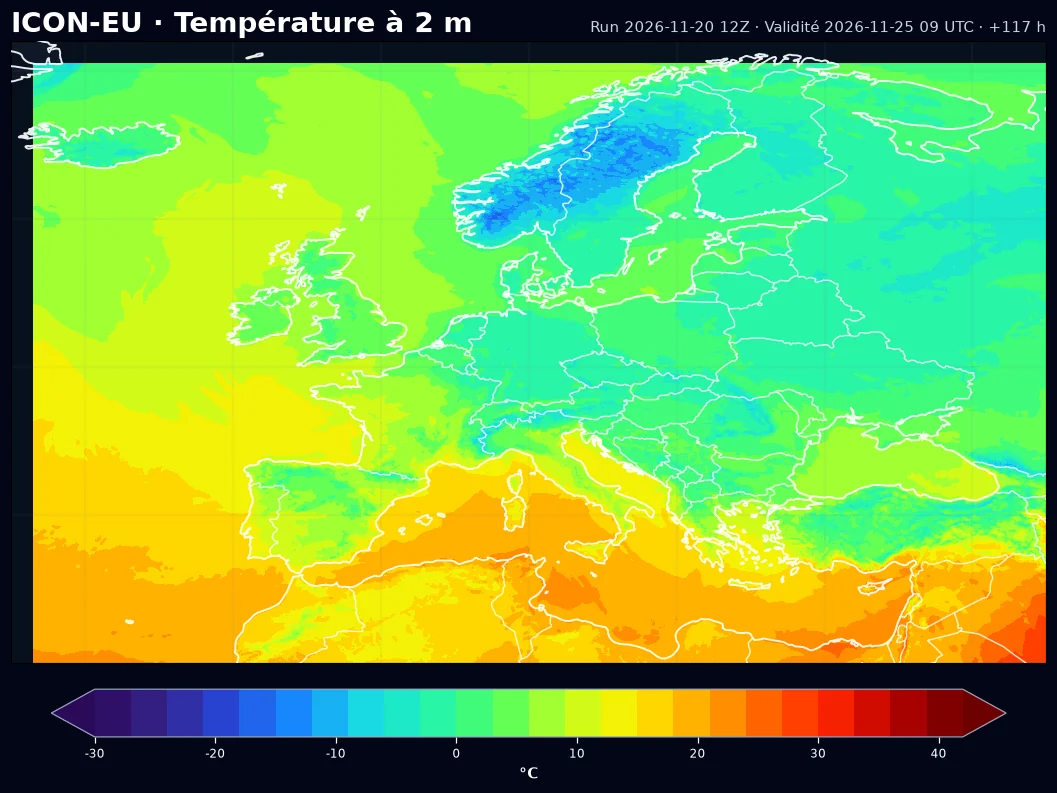 ICON-EU · Température à 2 m
Run 2026-11-20 12Z · Validité 2026-11-25 09 UTC · +117 h
-30 -20 -10 0 10 20 30 40
°C